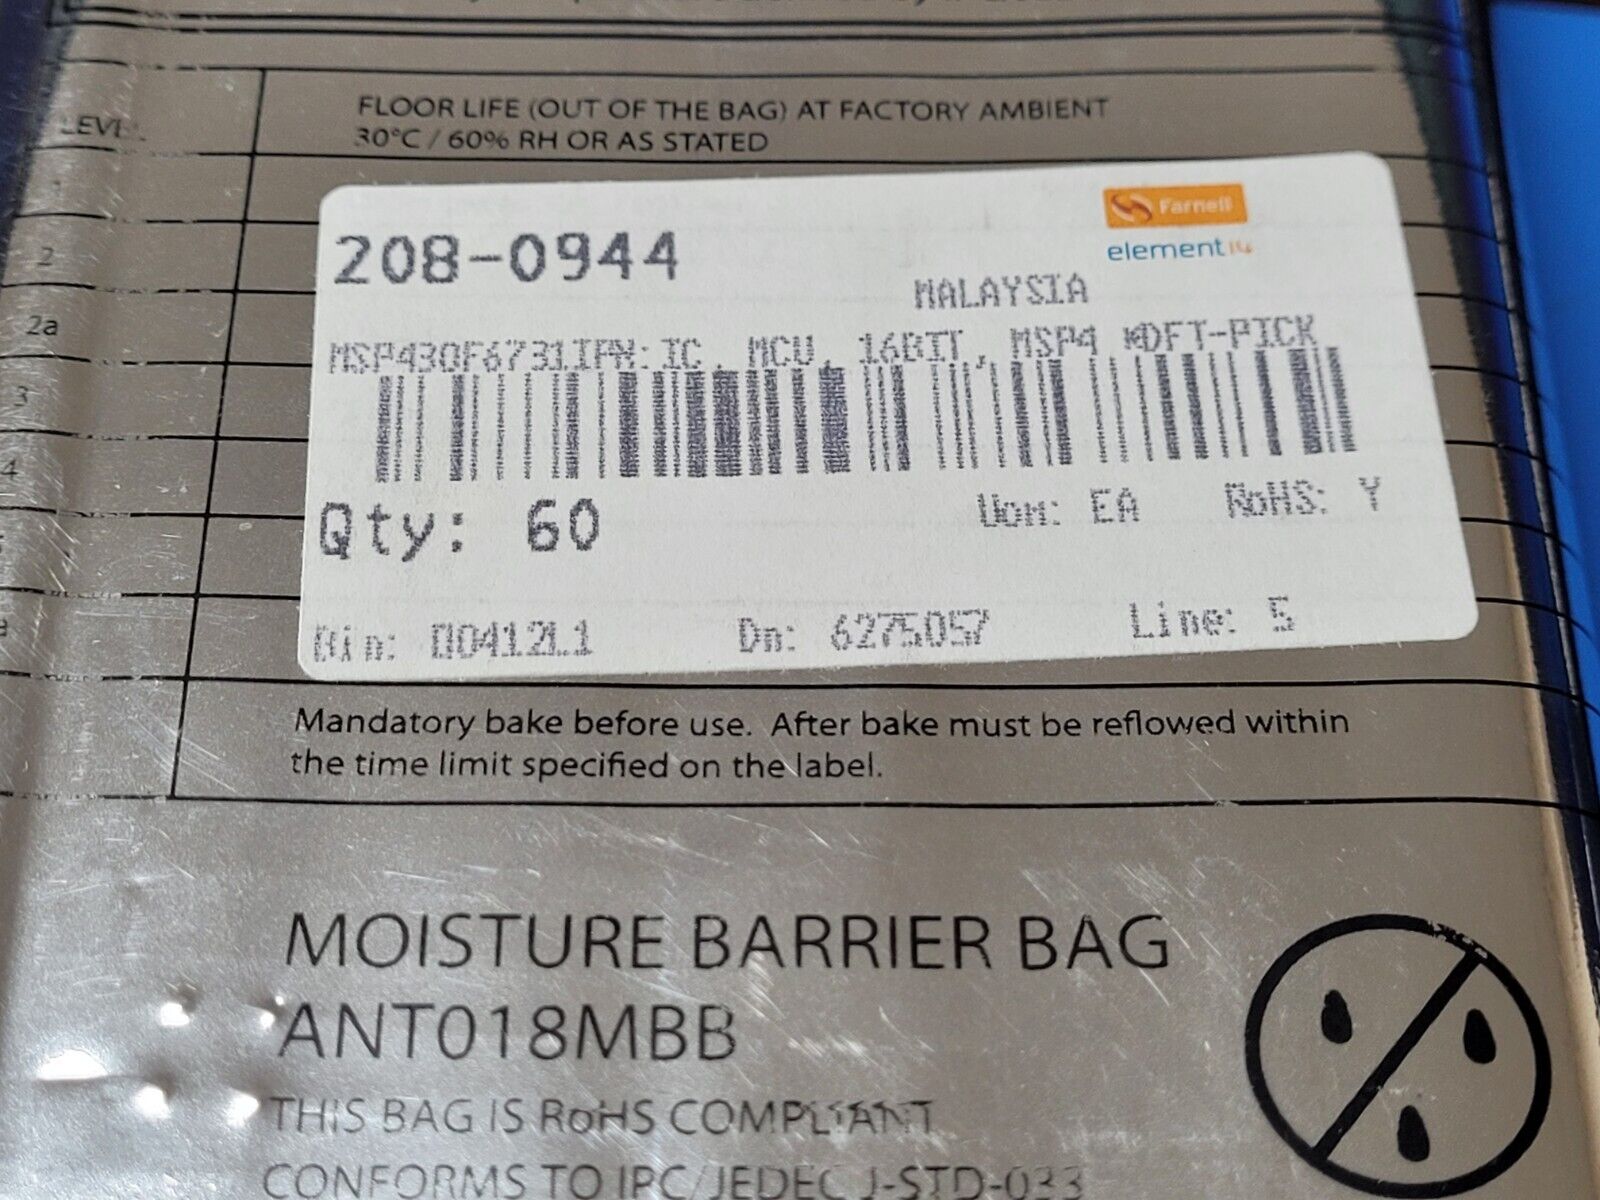 LEVEL
FLOOR LIFE (OUT OF THE BAG) AT FACTORY AMBIENT
30°C / 60% RH OR AS STATED
1
2
2a
3
4
208-0944
Farnell
element14
MALAYSIA
MSP430F6731IPN: IC, MCU, 16BIT, MSP4 *DFT-PICK
Qty: 60
Uom: EA
RoHS: Y
Dn: 6275057
Line: 5
Mandatory bake before use. After bake must be reflowed within
the time limit specified on the label.
MOISTURE BARRIER BAG
ANT018MBB
THIS BAG IS RoHS COMPLIANT
CONFORMS TO IPC/JEDEC J-STD-033